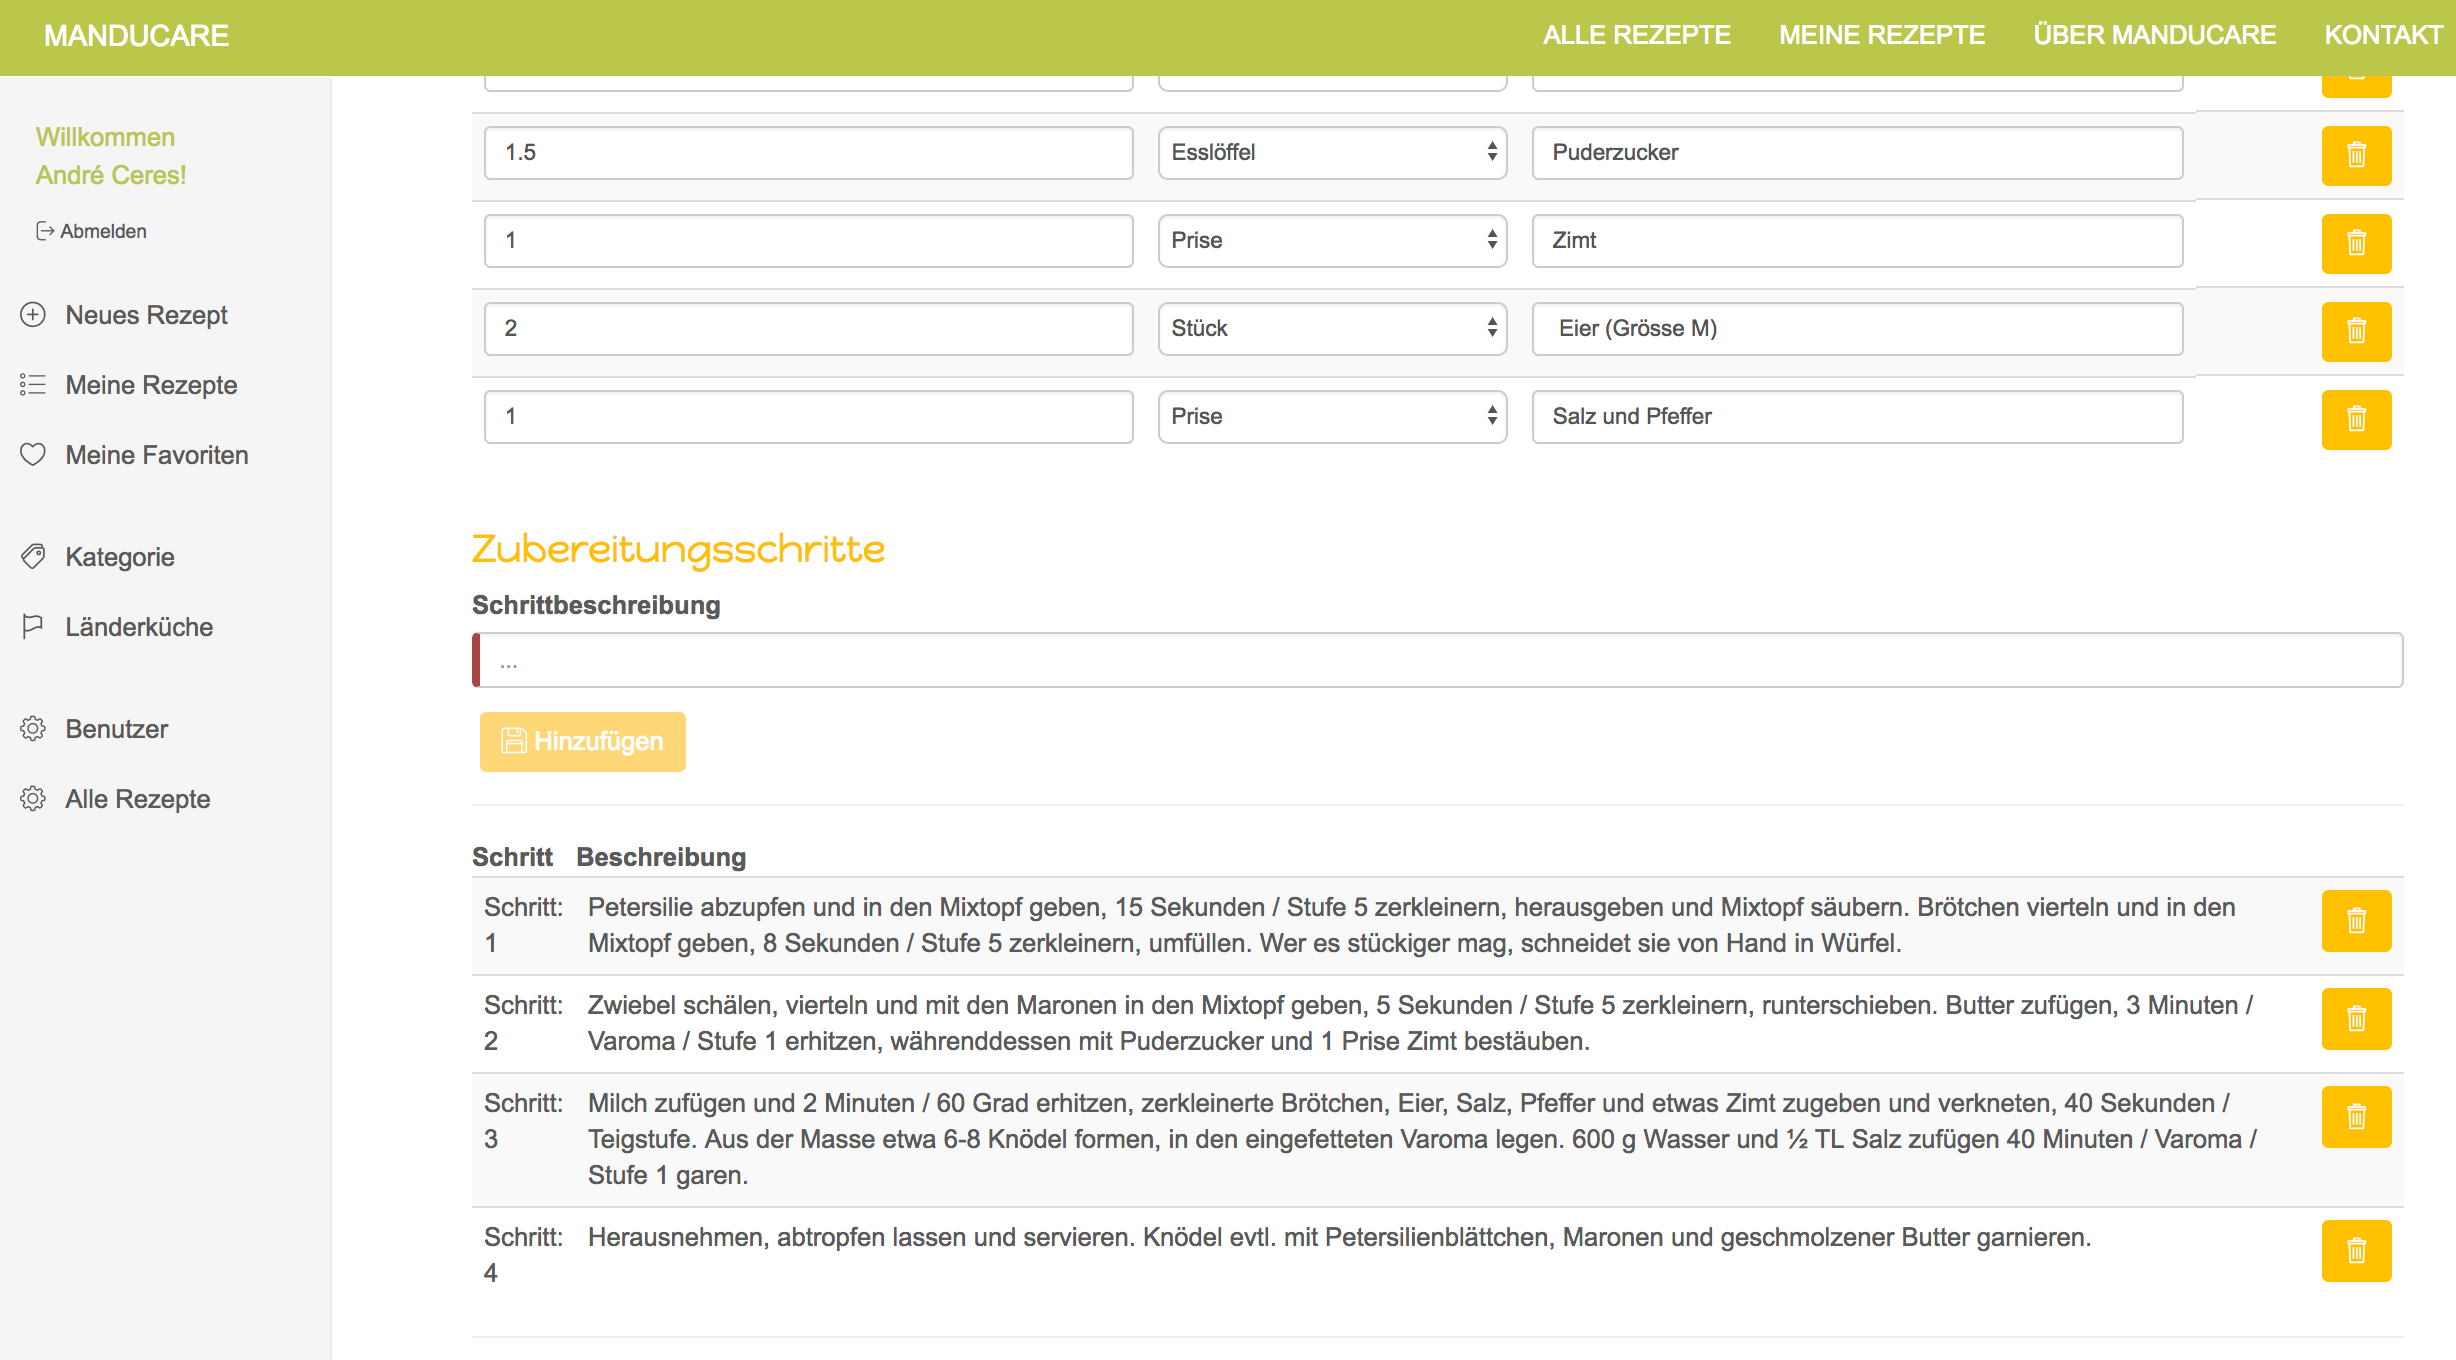 MANDUCARE
ALLE REZEPTE MEINE REZEPTE ÜBER MANDUCARE KONTAKT
Willkommen
André Ceres!
Abmelden
Neues Rezept
Meine Rezepte
Meine Favoriten
Kategorie
Länderküche
Benutzer
Alle Rezepte
1.5 Esslöffel Puderzucker
1 Prise Zimt
2 Stück Eier (Grösse M)
1 Prise Salz und Pfeffer
Zubereitungsschritte
Schrittbeschreibung
...
Hinzufügen
Schritt Beschreibung
Schritt: Petersilie abzupfen und in den Mixtopf geben, 15 Sekunden / Stufe 5 zerkleinern, herausgeben und Mixtopf säubern. Brötchen vierteln und in den
1 Mixtopf geben, 8 Sekunden / Stufe 5 zerkleinern, umfüllen. Wer es stückiger mag, schneidet sie von Hand in Würfel.
Schritt: Zwiebel schälen, vierteln und mit den Maronen in den Mixtopf geben, 5 Sekunden / Stufe 5 zerkleinern, runterschieben. Butter zufügen, 3 Minuten /
2 Varoma / Stufe 1 erhitzen, währenddessen mit Puderzucker und 1 Prise Zimt bestäuben.
Schritt: Milch zufügen und 2 Minuten / 60 Grad erhitzen, zerkleinerte Brötchen, Eier, Salz, Pfeffer und etwas Zimt zugeben und verkneten, 40 Sekunden /
3 Teigstufe. Aus der Masse etwa 6-8 Knödel formen, in den eingefetteten Varoma legen. 600 g Wasser und ½ TL Salz zufügen 40 Minuten / Varoma /
Stufe 1 garen.
Schritt: Herausnehmen, abtropfen lassen und servieren. Knödel evtl. mit Petersilienblättchen, Maronen und geschmolzener Butter garnieren.
4